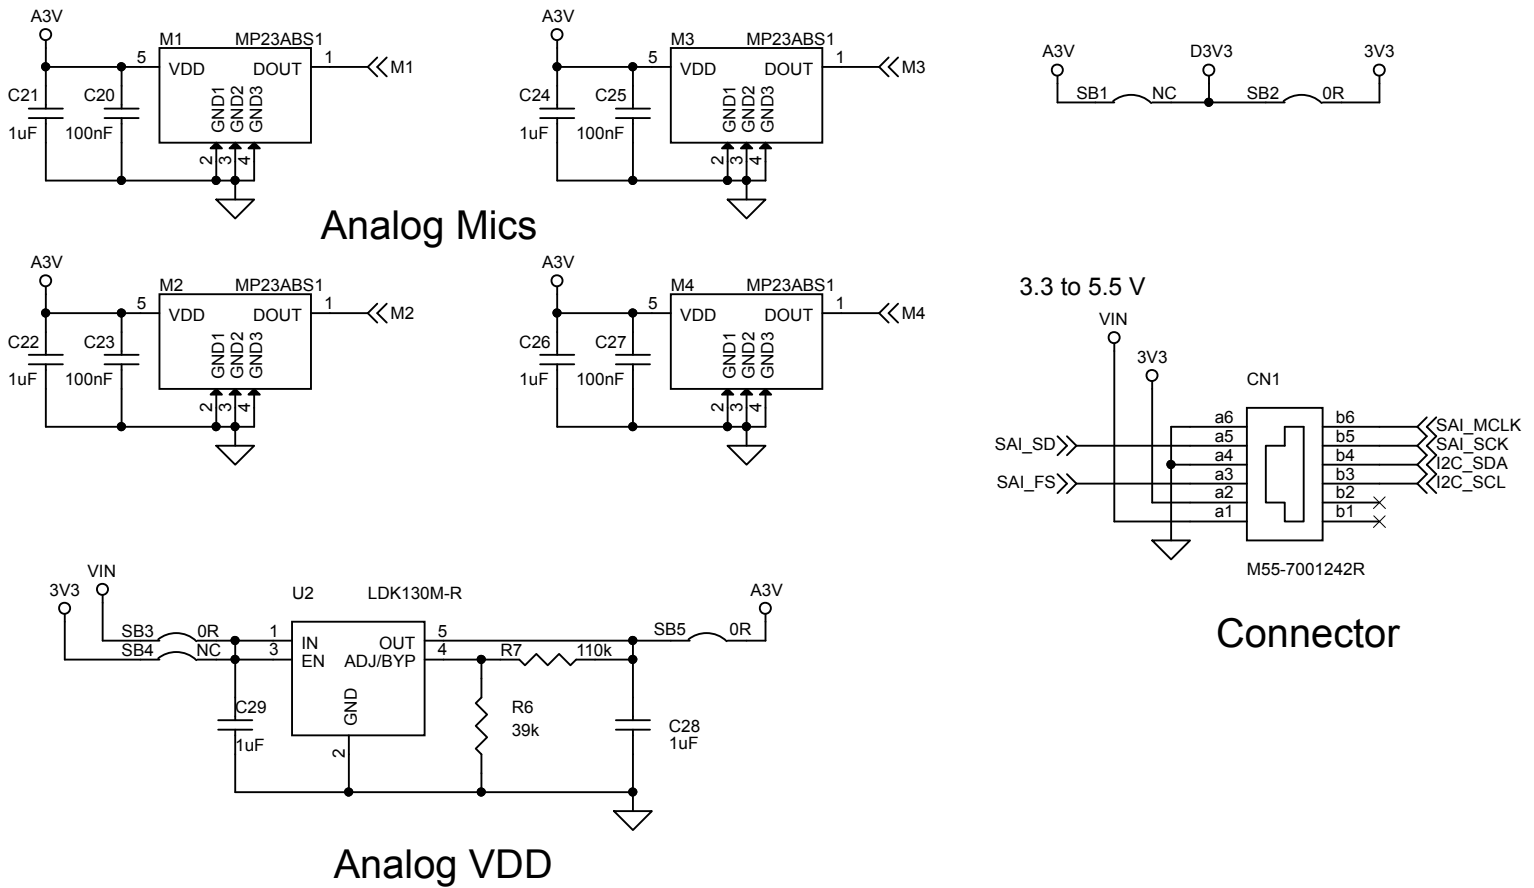 A3V
M1 MP23ABS1
5 VDD DOUT 1 M1
C21 C20
1uF 100nF
GND1 GND2 GND3
2 3 4
A3V
M3 MP23ABS1
5 VDD DOUT 1 M3
C24 C25
1uF 100nF
GND1 GND2 GND3
2 3 4
A3V D3V3 3V3
SB1 NC SB2 0R
Analog Mics
A3V
M2 MP23ABS1
5 VDD DOUT 1 M2
C22 C23
1uF 100nF
GND1 GND2 GND3
2 3 4
A3V
M4 MP23ABS1
5 VDD DOUT 1 M4
C26 C27
1uF 100nF
GND1 GND2 GND3
2 3 4
3.3 to 5.5 V
VIN
3V3
CN1
a6 b6 SAI_MCLK
SAI_SD a5 b5 SAI_SCK
a4 b4 I2C_SDA
SAI_FS a3 b3 I2C_SCL
a2 b2
a1 b1
M55-7001242R
Connector
VIN
3V3
U2 LDK130M-R
A3V
SB3 0R 1 IN OUT 5 SB5 0R
SB4 NC 3 EN ADJ/BYP 4 R7 110k
C29
1uF
GND
2
R6
39k
C28
1uF
Analog VDD